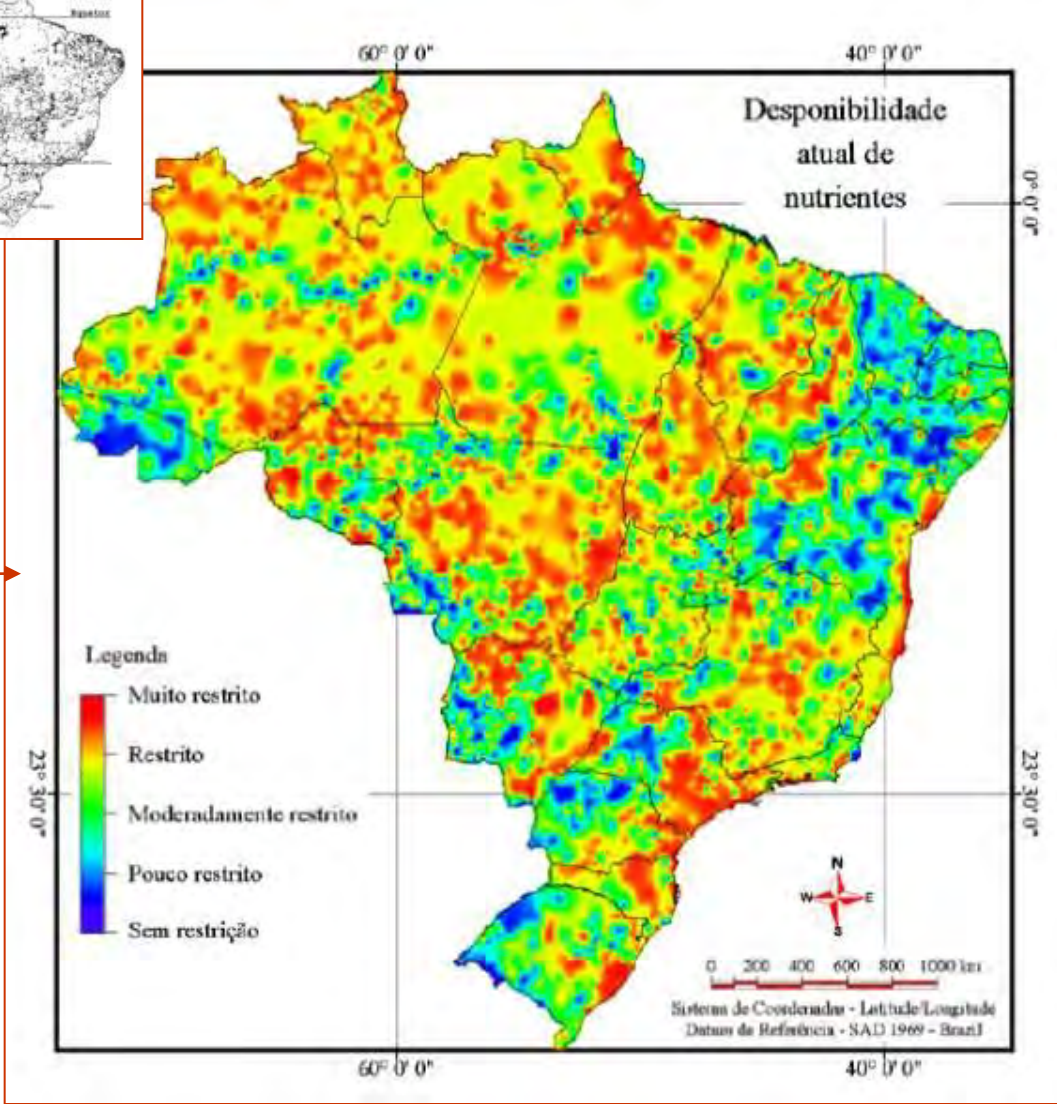 Equator
60° 0' 0"
40° 0' 0"
Desponibilidade
atual de
nutrientes
0° 0' 0"
Legenda
Muito restrito
Restrito
Moderadamente restrito
Pouco restrito
Sem restrição
23° 30' 0"
23° 30' 0"
N
W
E
S
0 200 400 600 800 1000 km
Sistema de Coordenadas - Latitude/Longitude
Datum de Referência - SAD 1969 - Brazil
60° 0' 0"
40° 0' 0"